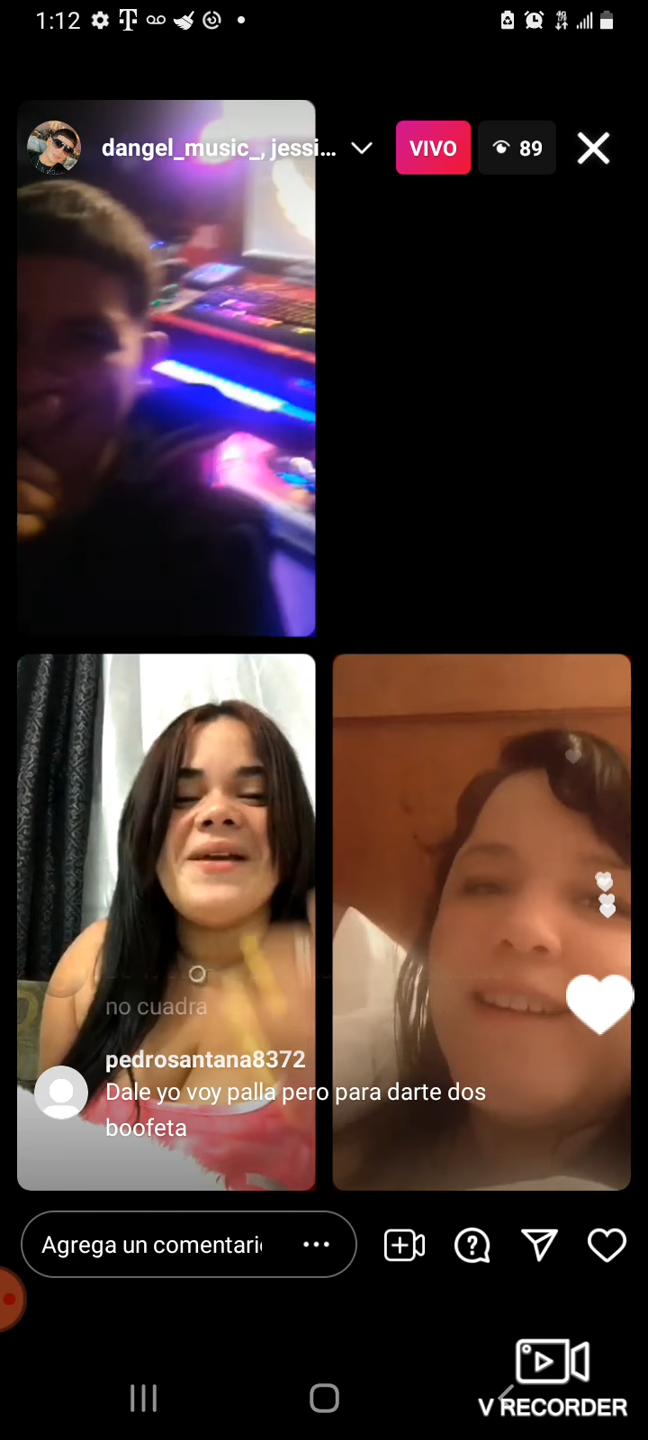 1:12
dangel_music_, jessi...
VIVO
89
no cuadra
pedrosantana8372
Dale yo voy palla pero para darte dos
boofeta
Agrega un comentari
V RECORDER